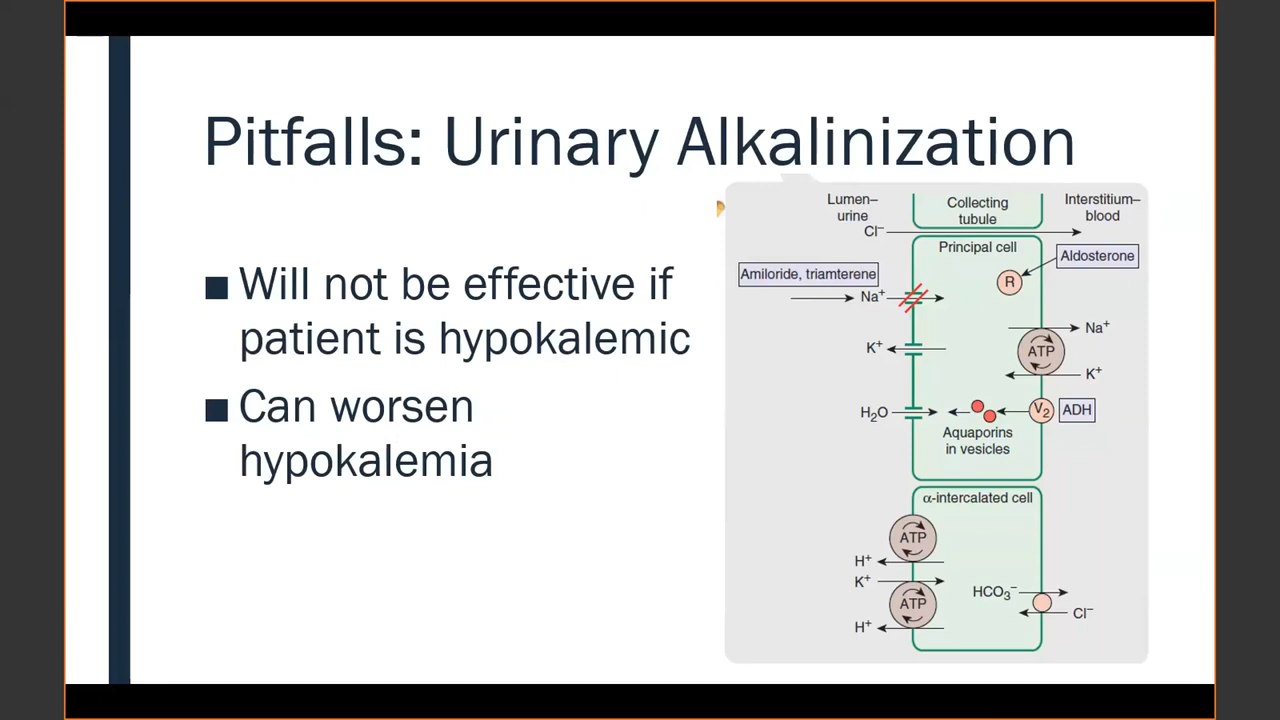 Pitfalls: Urinary Alkalinization
■ Will not be effective if
patient is hypokalemic
■ Can worsen
hypokalemia
Lumen–
urine
Collecting
tubule
Interstitium–
blood
Cl⁻
Principal cell
Aldosterone
Amiloride, triamterene
R
Na⁺
Na⁺
K⁺
ATP
K⁺
H₂O
V₂
ADH
Aquaporins
in vesicles
α-intercalated cell
ATP
H⁺
K⁺
ATP
HCO₃⁻
Cl⁻
H⁺